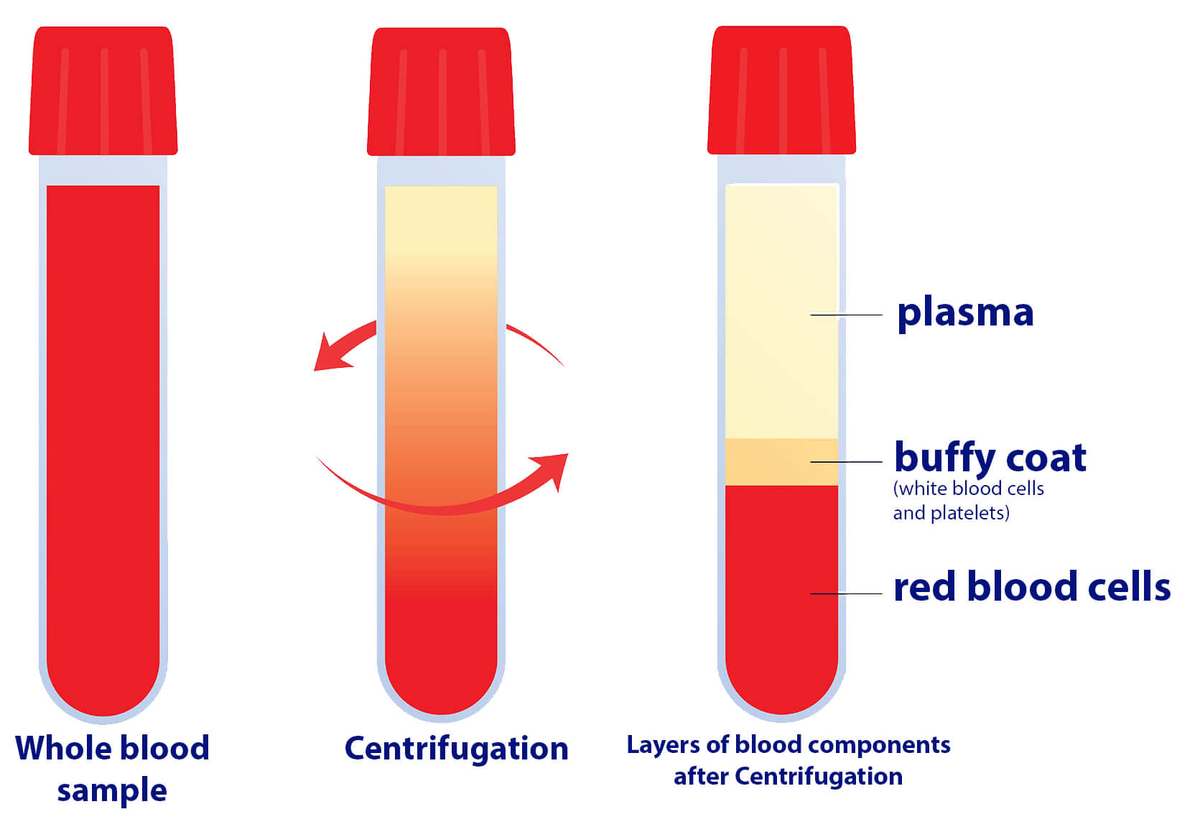 plasma
buffy coat
(white blood cells
and platelets)
red blood cells
Whole blood
sample
Centrifugation
Layers of blood components
after Centrifugation